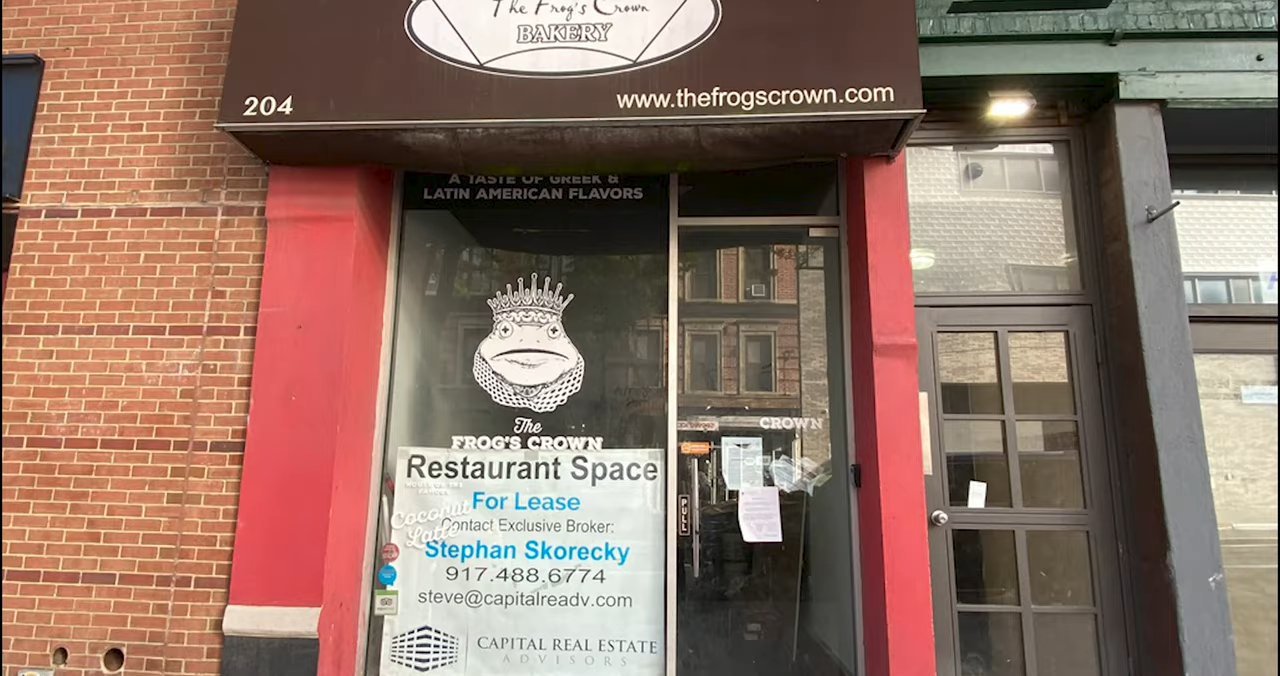 The Frog's Crown
BAKERY
204
www.thefrogscrown.com
A TASTE OF GREEK &
LATIN AMERICAN FLAVORS
The
FROG'S CROWN
CROWN
Restaurant Space
For Lease
Coconut
Latte
Contact Exclusive Broker:
Stephan Skorecky
917.488.6774
steve@capitalreadv.com
CAPITAL REAL ESTATE
ADVISORS
PULL